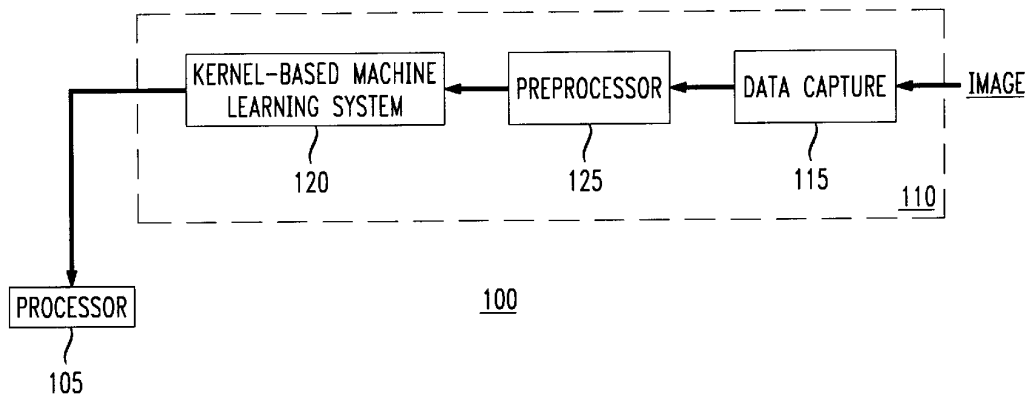 KERNEL-BASED MACHINE
LEARNING SYSTEM
PREPROCESSOR
DATA CAPTURE
IMAGE
120
125
115
110
PROCESSOR
100
105